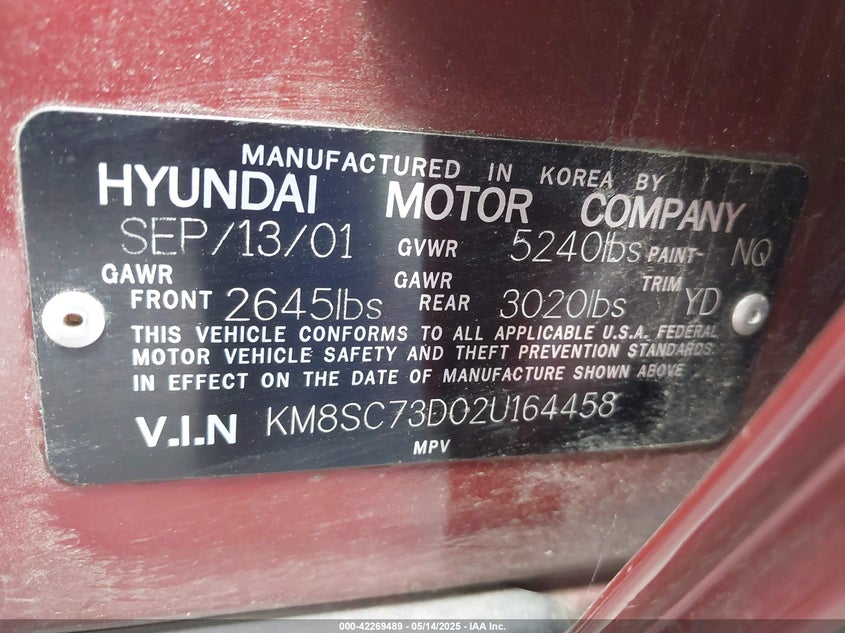 MANUFACTURED IN KOREA BY
HYUNDAI MOTOR COMPANY
SEP/13/01 GVWR 5240lbs PAINT- NQ
GAWR FRONT 2645lbs GAWR REAR 3020lbs TRIM YD
THIS VEHICLE CONFORMS TO ALL APPLICABLE U.S.A. FEDERAL
MOTOR VEHICLE SAFETY AND THEFT PREVENTION STANDARDS
IN EFFECT ON THE DATE OF MANUFACTURE SHOWN ABOVE
V.I.N KM8SC73D02U164458
MPV
000-42269489 - 05/14/2025 - IAA Inc.